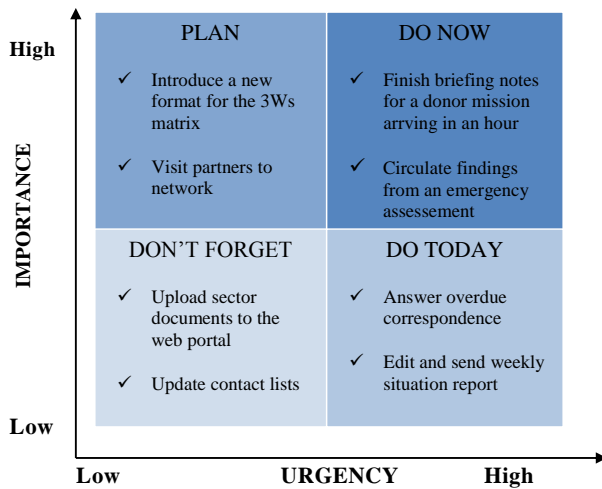 High
IMPORTANCE
Low
PLAN
✓ Introduce a new
format for the 3Ws
matrix
✓ Visit partners to
network
DO NOW
✓ Finish briefing notes
for a donor mission
arrving in an hour
✓ Circulate findings
from an emergency
assessement
DON'T FORGET
✓ Upload sector
documents to the
web portal
✓ Update contact lists
DO TODAY
✓ Answer overdue
correspondence
✓ Edit and send weekly
situation report
Low
URGENCY
High